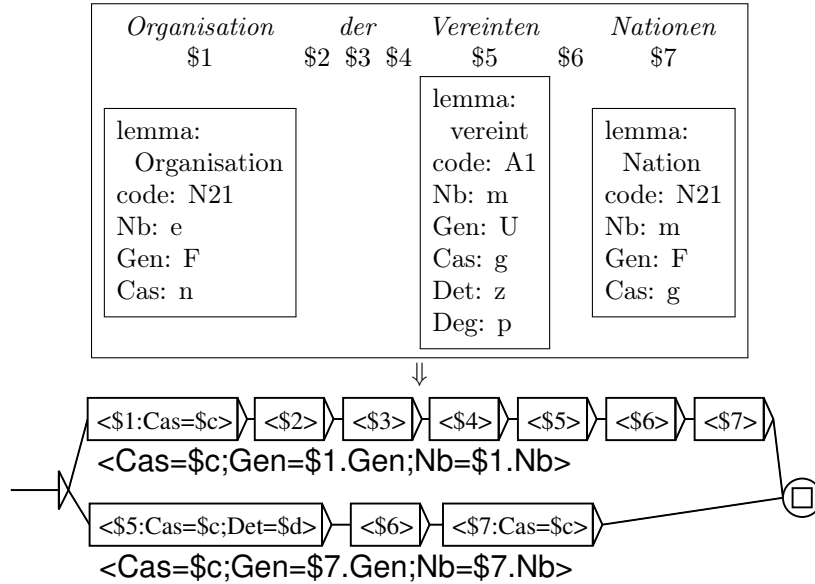 Organisation der Vereinten Nationen
$1 $2 $3 $4 $5 $6 $7
lemma:
Organisation
code: N21
Nb: e
Gen: F
Cas: n
lemma:
vereint
code: A1
Nb: m
Gen: U
Cas: g
Det: z
Deg: p
lemma:
Nation
code: N21
Nb: m
Gen: F
Cas: g
⇓
<$1:Cas=$c> <$2> <$3> <$4> <$5> <$6> <$7>
<Cas=$c;Gen=$1.Gen;Nb=$1.Nb>
<$5:Cas=$c;Det=$d> <$6> <$7:Cas=$c>
<Cas=$c;Gen=$7.Gen;Nb=$7.Nb>